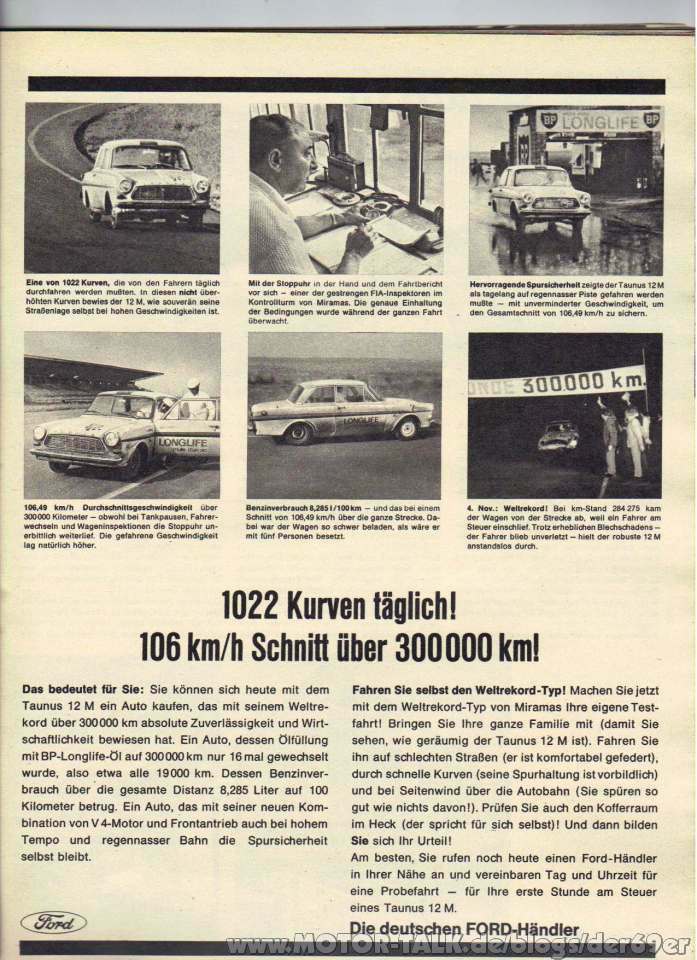 BP LONGLIFE BP
Eine von 1022 Kurven, die von den Fahrern täglich
durchfahren werden mußten. In diesen nicht über-
höhten Kurven bewies der 12 M, wie souverän seine
Straßenlage selbst bei hohen Geschwindigkeiten ist.
Mit der Stoppuhr in der Hand und dem Fahrtbericht
vor sich – einer der gestrengen FIA-Inspektoren im
Kontrollturm von Miramas. Die genaue Einhaltung
der Bedingungen wurde während der ganzen Fahrt
überwacht.
Hervorragende Spursicherheit zeigte der Taunus 12 M
als tagelang auf regennasser Piste gefahren werden
mußte – mit unverminderter Geschwindigkeit, um
den Gesamtschnitt von 106,49 km/h zu sichern.
LONGLIFE
LONGLIFE
ONDE 300000 km.
106,49 km/h Durchschnittsgeschwindigkeit über
300000 Kilometer – obwohl bei Tankpausen, Fahrer-
wechseln und Wageninspektionen die Stoppuhr un-
erbittlich weiterlief. Die gefahrene Geschwindigkeit
lag natürlich höher.
Benzinverbrauch 8,285 l/100 km – und das bei einem
Schnitt von 106,49 km/h über die ganze Strecke. Da-
bei war der Wagen so schwer beladen, als wäre er
mit fünf Personen besetzt.
4. Nov.: Weltrekord! Bei km-Stand 284 275 kam
der Wagen von der Strecke ab, weil ein Fahrer am
Steuer einschlief. Trotz erheblichen Blechschadens –
der Fahrer blieb unverletzt – hielt der robuste 12 M
anstandslos durch.
1022 Kurven täglich!
106 km/h Schnitt über 300000 km!
Das bedeutet für Sie: Sie können sich heute mit dem
Taunus 12 M ein Auto kaufen, das mit seinem Weltre-
kord über 300 000 km absolute Zuverlässigkeit und Wirt-
schaftlichkeit bewiesen hat. Ein Auto, dessen Ölfüllung
mit BP-Longlife-Öl auf 300 000 km nur 16 mal gewechselt
wurde, also etwa alle 19 000 km. Dessen Benzinver-
brauch über die gesamte Distanz 8,285 Liter auf 100
Kilometer betrug. Ein Auto, das mit seiner neuen Kom-
bination von V4-Motor und Frontantrieb auch bei hohem
Tempo und regennasser Bahn die Spursicherheit
selbst bleibt.
Fahren Sie selbst den Weltrekord-Typ! Machen Sie jetzt
mit dem Weltrekord-Typ von Miramas Ihre eigene Test-
fahrt! Bringen Sie Ihre ganze Familie mit (damit Sie
sehen, wie geräumig der Taunus 12 M ist). Fahren Sie
ihn auf schlechten Straßen (er ist komfortabel gefedert),
durch schnelle Kurven (seine Spurhaltung ist vorbildlich)
und bei Seitenwind über die Autobahn (Sie spüren so
gut wie nichts davon!). Prüfen Sie auch den Kofferraum
im Heck (der spricht für sich selbst)! Und dann bilden
Sie sich Ihr Urteil!
Am besten, Sie rufen noch heute einen Ford-Händler
in Ihrer Nähe an und vereinbaren Tag und Uhrzeit für
eine Probefahrt – für Ihre erste Stunde am Steuer
eines Taunus 12 M.
Ford
Die deutschen FORD-Händler
www.MOTOR-TALK.de/blogs/der69er